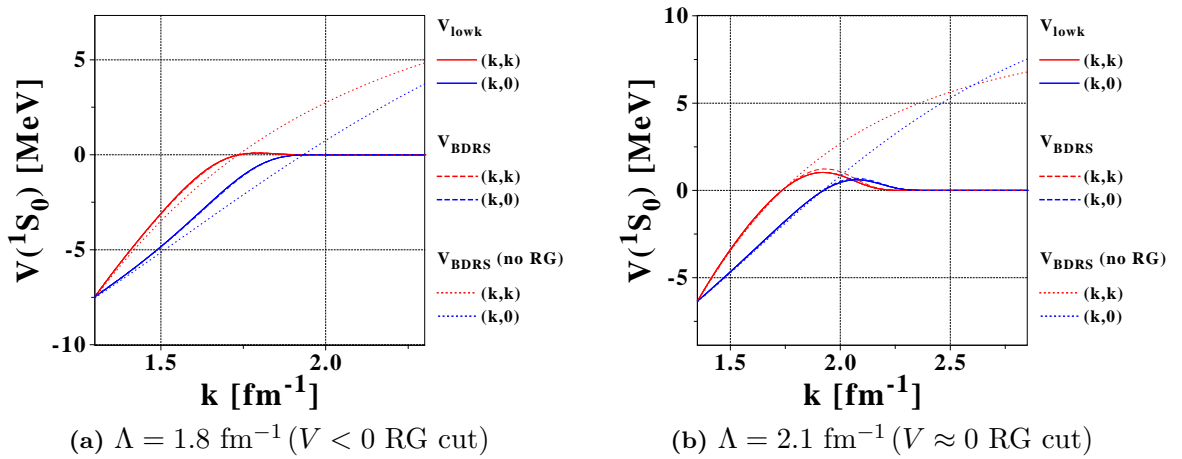 V(¹S₀) [MeV]
5
0
-5
-10
1.5
2.0
k [fm⁻¹]
V_lowk
(k,k)
(k,0)
V_BDRS
(k,k)
(k,0)
V_BDRS (no RG)
(k,k)
(k,0)
(a) Λ = 1.8 fm⁻¹ (V < 0 RG cut)
V(¹S₀) [MeV]
10
5
0
-5
1.5
2.0
2.5
k [fm⁻¹]
V_lowk
(k,k)
(k,0)
V_BDRS
(k,k)
(k,0)
V_BDRS (no RG)
(k,k)
(k,0)
(b) Λ = 2.1 fm⁻¹ (V ≈ 0 RG cut)